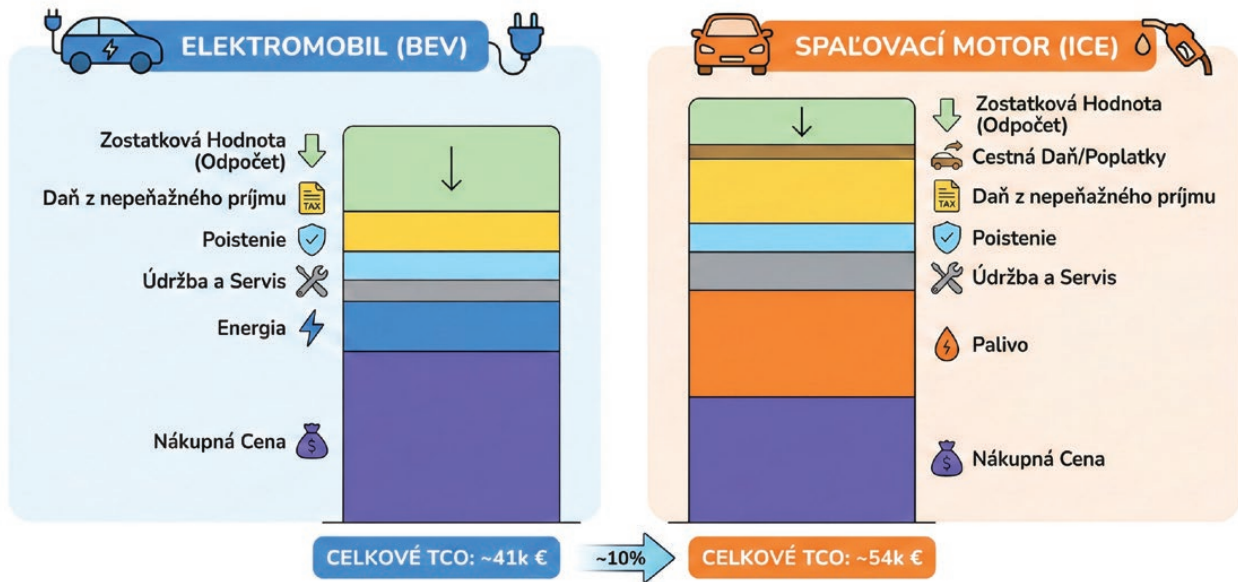 ELEKTROMOBIL (BEV)
Zostatková Hodnota
(Odpočet)
Daň z nepeňažného príjmu
TAX
Poistenie
Údržba a Servis
Energia
Nákupná Cena
$
CELKOVÉ TCO: ~41k €
~10%
SPAĽOVACÍ MOTOR (ICE)
Zostatková Hodnota
(Odpočet)
Cestná Daň/Poplatky
TAX
Daň z nepeňažného príjmu
Poistenie
Údržba a Servis
Palivo
$
Nákupná Cena
CELKOVÉ TCO: ~54k €